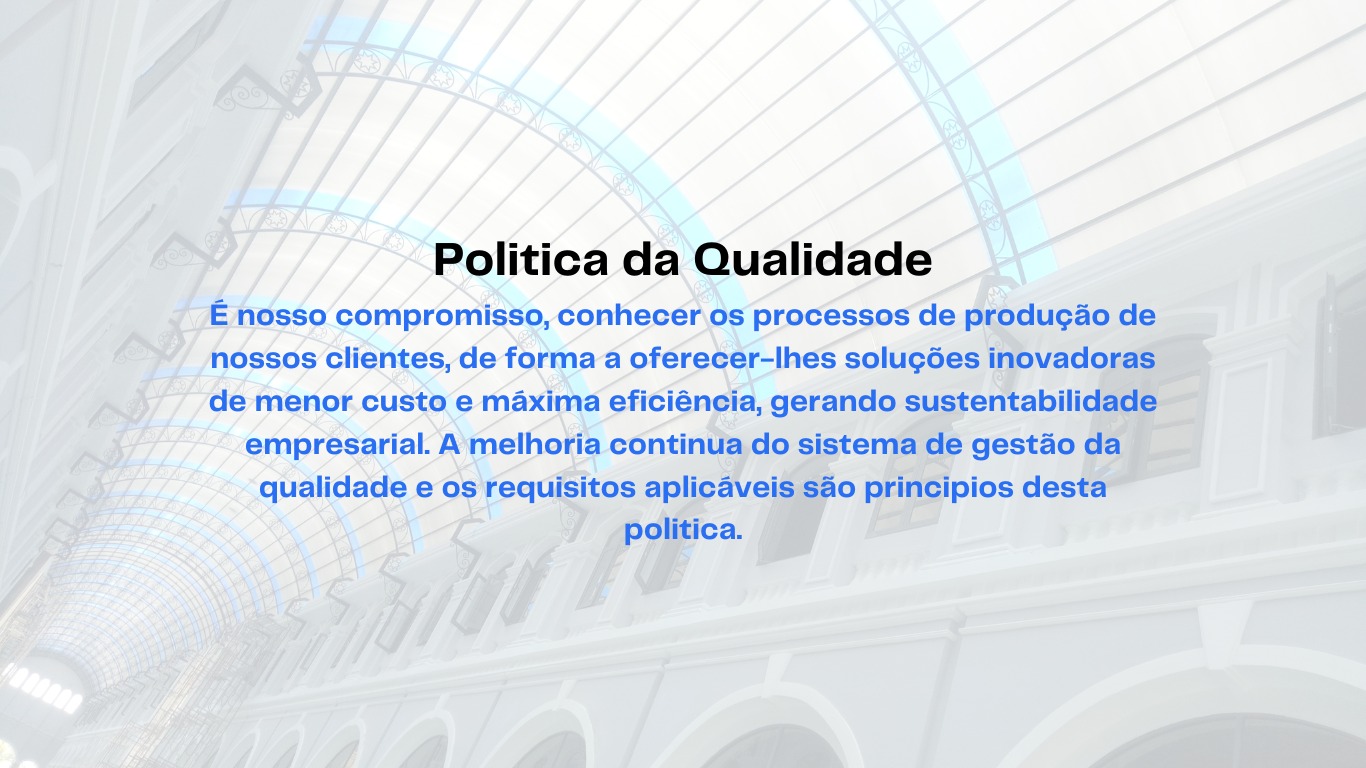 Politica da Qualidade
É nosso compromisso, conhecer os processos de produção de
nossos clientes, de forma a oferecer-lhes soluções inovadoras
de menor custo e máxima eficiência, gerando sustentabilidade
empresarial. A melhoria continua do sistema de gestão da
qualidade e os requisitos aplicáveis são principios desta
politica.